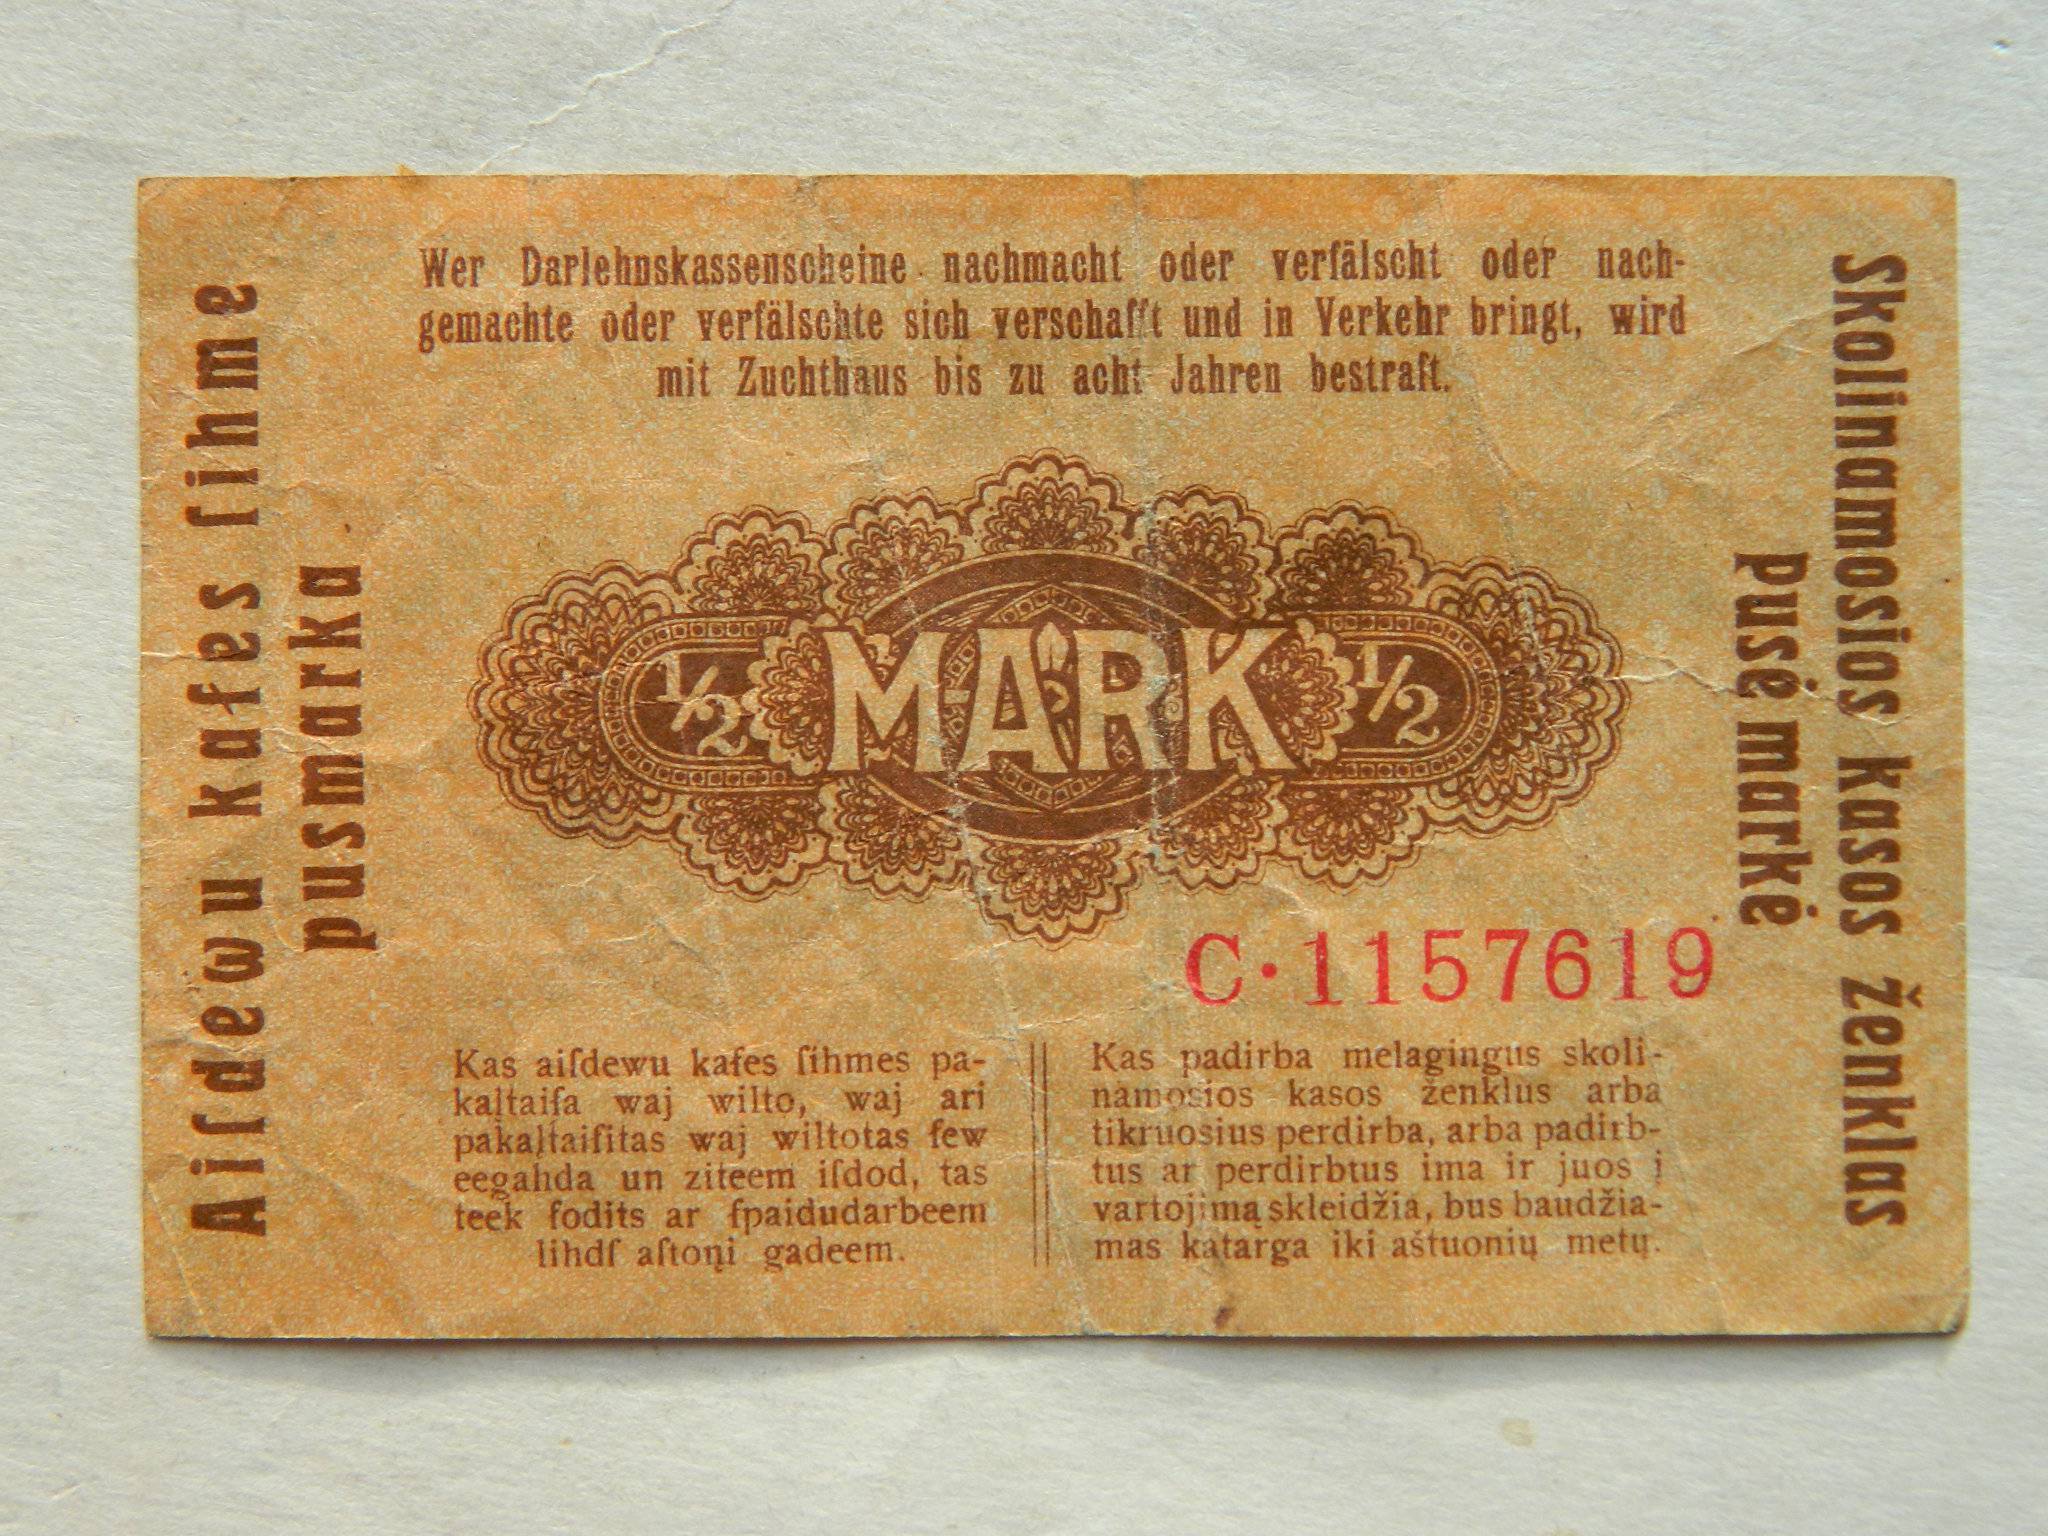 Aiſdewu kaſes ſihme
pusmarka
Wer Darlehnskassenscheine nachmacht oder verfälscht oder nach-
gemachte oder verfälschte sich verschafft und in Verkehr bringt, wird
mit Zuchthaus bis zu acht Jahren bestraft.
1/2 MARK 1/2
C·1157619
Kas aiſdewu kaſes ſihmes pa-
kaļtaiſa waj wilto, waj ari
pakaļtaiſitas waj wiltotas ſew
eegahda un ziteem iſdod, tas
teek ſodits ar ſpaidudarbeem
lihdſ aſtoņi gadeem.
Kas padirba melagingus skoli-
namosios kasos ženklus arba
tikruosius perdirba, arba padirb-
tus ar perdirbtus ima ir juos į
vartojimą skleidžia, bus baudžia-
mas katarga iki aštuonių metų.
Skolinamosios kasos ženklas
pusė markė